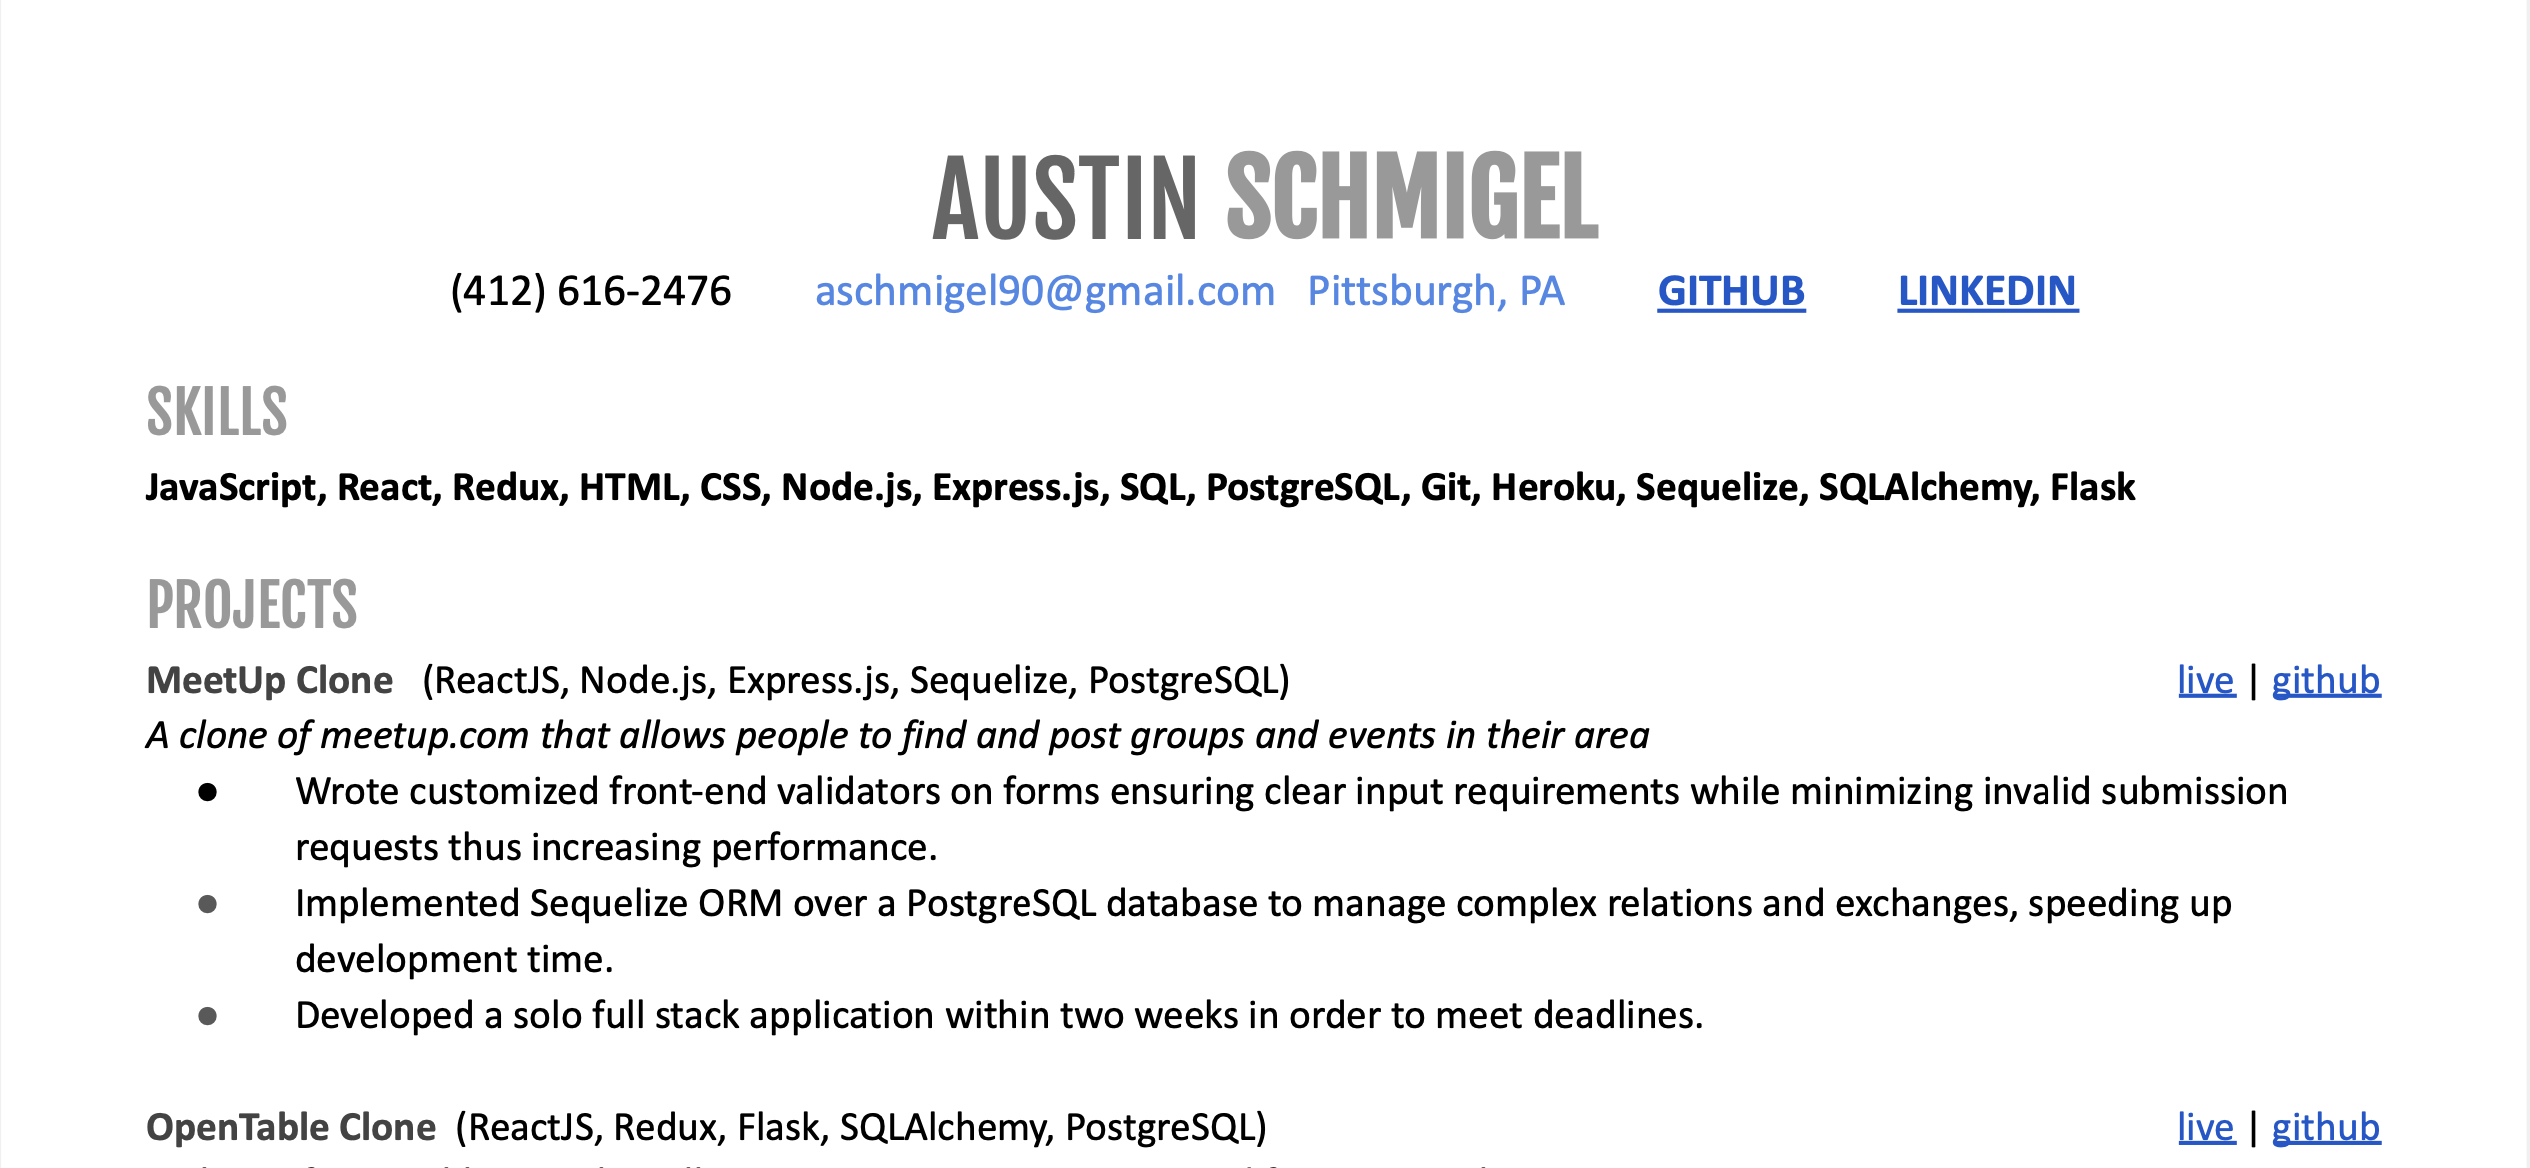 AUSTIN SCHMIGEL
(412) 616-2476 aschmigel90@gmail.com Pittsburgh, PA GITHUB LINKEDIN
SKILLS
JavaScript, React, Redux, HTML, CSS, Node.js, Express.js, SQL, PostgreSQL, Git, Heroku, Sequelize, SQLAlchemy, Flask
PROJECTS
MeetUp Clone (ReactJS, Node.js, Express.js, Sequelize, PostgreSQL) live | github
A clone of meetup.com that allows people to find and post groups and events in their area
● Wrote customized front-end validators on forms ensuring clear input requirements while minimizing invalid submission
requests thus increasing performance.
● Implemented Sequelize ORM over a PostgreSQL database to manage complex relations and exchanges, speeding up
development time.
● Developed a solo full stack application within two weeks in order to meet deadlines.
OpenTable Clone (ReactJS, Redux, Flask, SQLAlchemy, PostgreSQL) live | github